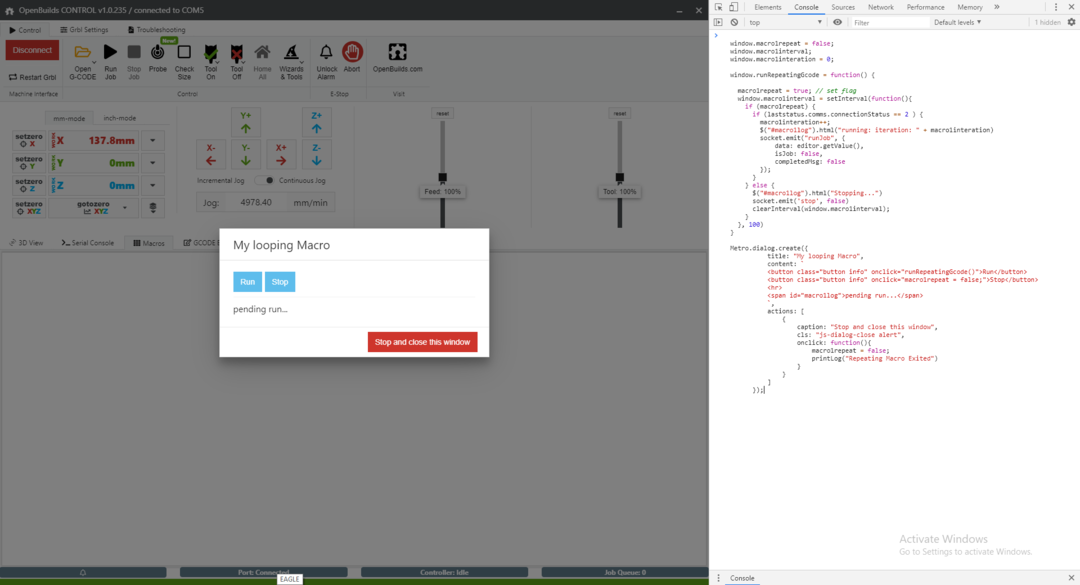 OpenBuilds CONTROL v1.0.235 / connected to COM5
Control
Grbl Settings
Troubleshooting
Disconnect
Restart Grbl
Machine Interface
Open
G-CODE
Run
Job
Stop
Job
New!
Probe
Check
Size
Tool
On
Tool
Off
Home
All
Wizards
& Tools
Control
Unlock
Alarm
Abort
E-Stop
OpenBuilds.com
Visit
mm-mode
inch-mode
setzero
X
X
137.8mm
setzero
Y
Y
0mm
setzero
Z
Z
0mm
setzero
XYZ
gotozero
XYZ
Y+
Z+
X-
Y-
X+
Z-
Incremental Jog
Continuous Jog
Jog:
4978.40
mm/min
reset
Feed: 100%
reset
Tool: 100%
3D View
Serial Console
Macros
GCODE E
My looping Macro
Run
Stop
pending run...
Stop and close this window
Port: Connected
Controller: Idle
Job Queue: 0
EAGLE
Elements
Console
Sources
Network
Performance
Memory
top
Filter
Default levels
1 hidden
window.macrolrepeat = false;
window.macrolinterval;
window.macrolinteration = 0;
window.runRepeatingGcode = function() {
macrolrepeat = true; // set flag
window.macrolinterval = setInterval(function(){
if (macrolrepeat) {
if (laststatus.comms.connectionStatus == 2 ) {
macrolinteration++;
$("#macrollog").html("running: iteration: " + macrolinteration)
socket.emit("runJob", {
data: editor.getValue(),
isJob: false,
completedMsg: false
});
}
} else {
$("#macrollog").html("Stopping...")
socket.emit('stop', false)
clearInterval(window.macrolinterval);
}
}, 100)
}
Metro.dialog.create({
title: "My looping Macro",
content: `
<button class="button info" onclick="runRepeatingGcode()">Run</button>
<button class="button info" onclick="macrolrepeat = false;">Stop</button>
<hr>
<span id="macrollog">pending run...</span>
`,
actions: [
{
caption: "Stop and close this window",
cls: "js-dialog-close alert",
onclick: function(){
macrolrepeat = false;
printLog("Repeating Macro Exited")
}
}
]
});
Activate Windows
Go to Settings to activate Windows.
Console